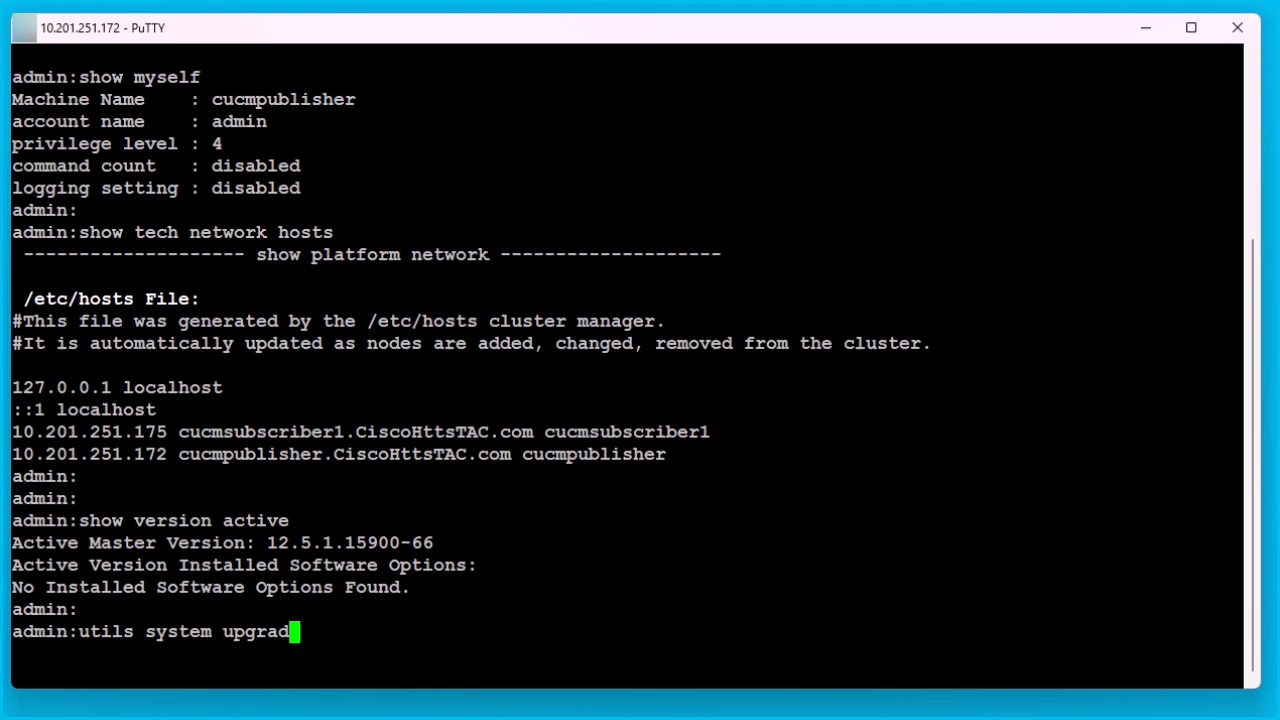 10.201.251.172 - PuTTY
admin:show myself
Machine Name    : cucmpublisher
account name    : admin
privilege level : 4
command count   : disabled
logging setting : disabled
admin:
admin:show tech network hosts
-------------------- show platform network --------------------
/etc/hosts File:
#This file was generated by the /etc/hosts cluster manager.
#It is automatically updated as nodes are added, changed, removed from the cluster.
127.0.0.1 localhost
::1 localhost
10.201.251.175 cucmsubscriber1.CiscoHttsTAC.com cucmsubscriber1
10.201.251.172 cucmpublisher.CiscoHttsTAC.com cucmpublisher
admin:
admin:
admin:show version active
Active Master Version: 12.5.1.15900-66
Active Version Installed Software Options:
No Installed Software Options Found.
admin:
admin:utils system upgrad